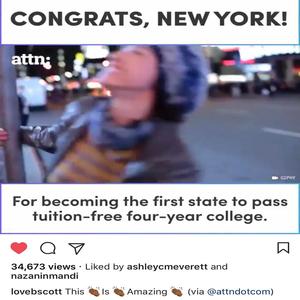 CONGRATS, NEW YORK!
attn:
GIPHY
For becoming the first state to pass
tuition-free four-year college.
34,673 views · Liked by ashleycmeverett and
nazaninmandi
lovebscott This 👏🏾 Is 👏🏾 Amazing 👏🏾 (via @attndotcom)